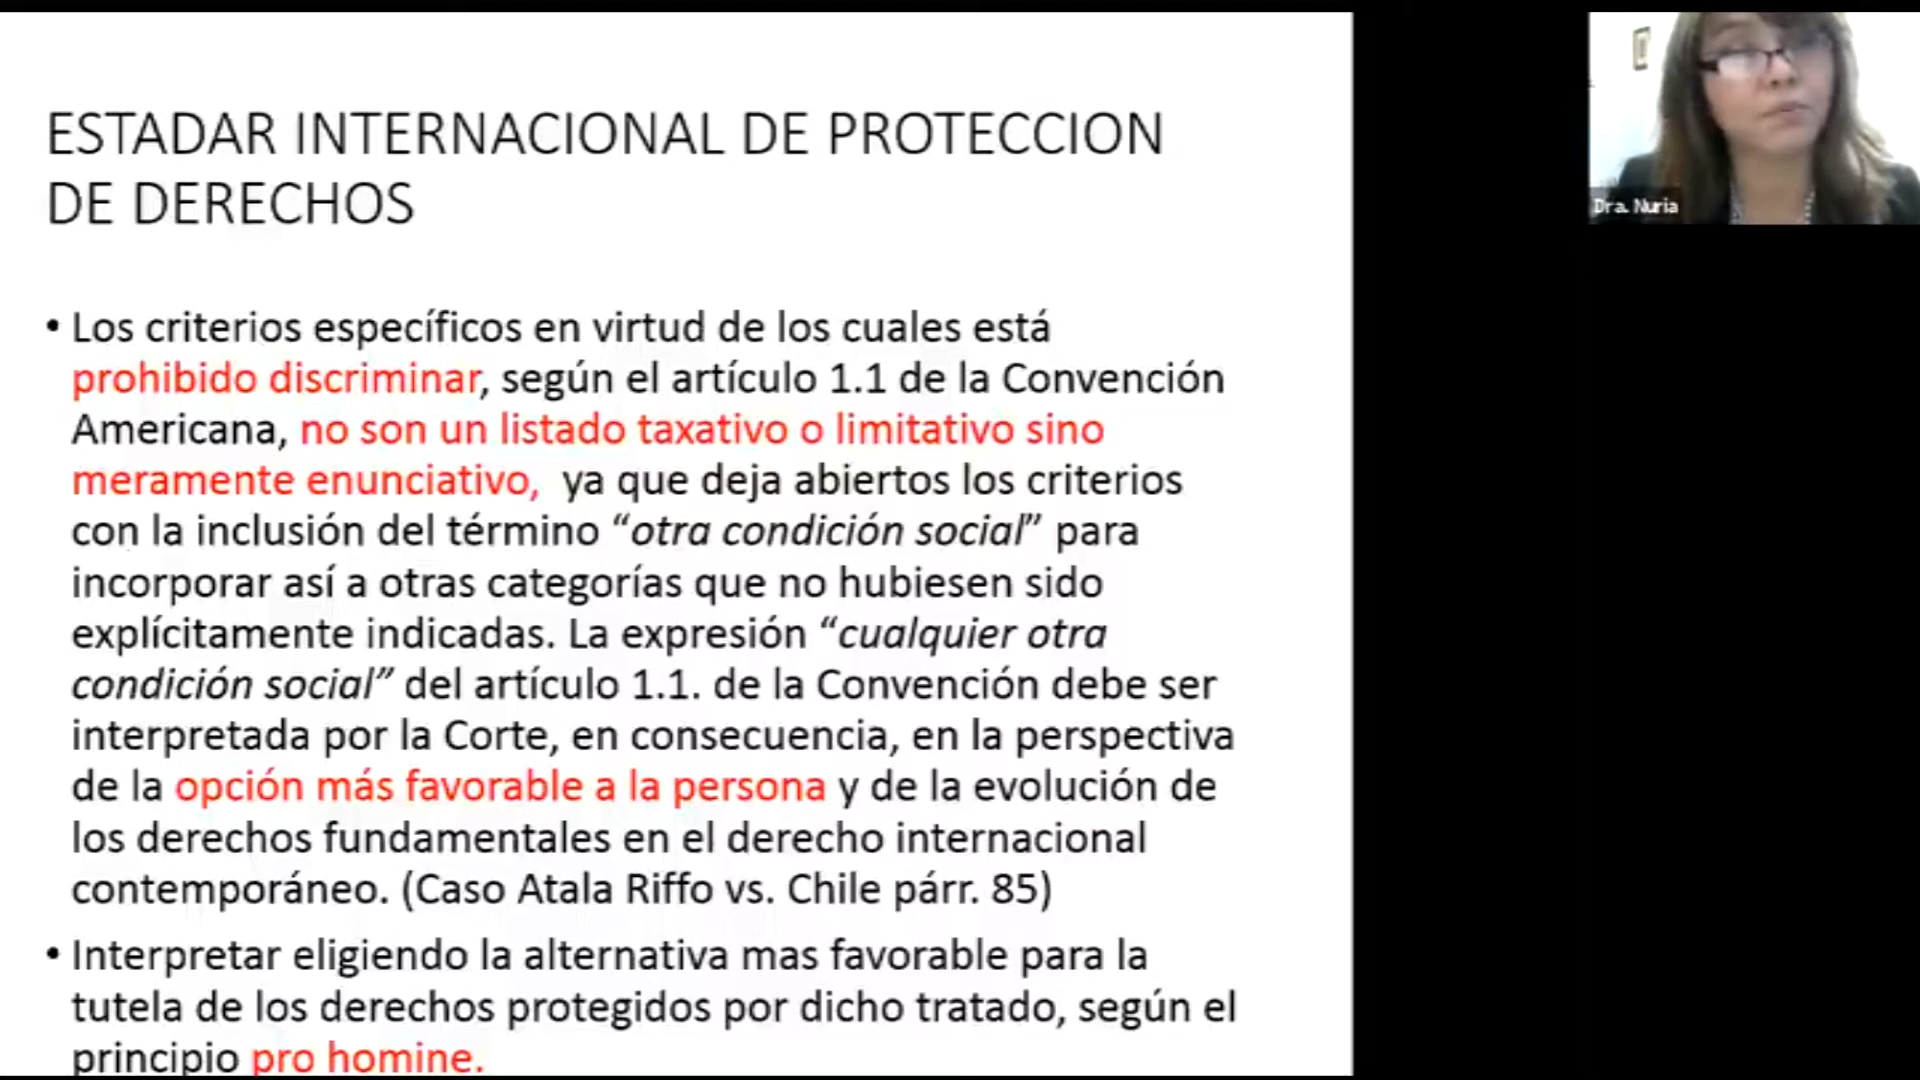 ESTADAR INTERNACIONAL DE PROTECCION
DE DERECHOS
• Los criterios específicos en virtud de los cuales está
prohibido discriminar, según el artículo 1.1 de la Convención
Americana, no son un listado taxativo o limitativo sino
meramente enunciativo,  ya que deja abiertos los criterios
con la inclusión del término “otra condición social” para
incorporar así a otras categorías que no hubiesen sido
explícitamente indicadas. La expresión “cualquier otra
condición social” del artículo 1.1. de la Convención debe ser
interpretada por la Corte, en consecuencia, en la perspectiva
de la opción más favorable a la persona y de la evolución de
los derechos fundamentales en el derecho internacional
contemporáneo. (Caso Atala Riffo vs. Chile párr. 85)
• Interpretar eligiendo la alternativa mas favorable para la
tutela de los derechos protegidos por dicho tratado, según el
principio pro homine.
Dra. Nuria